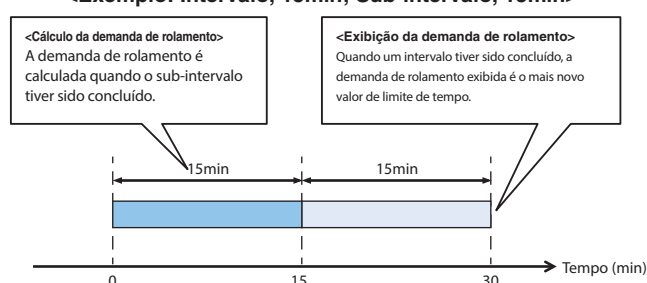 <Cálculo da demanda de rolamento>
A demanda de rolamento é
calculada quando o sub-intervalo
tiver sido concluído.
<Exibição da demanda de rolamento>
Quando um intervalo tiver sido concluído, a
demanda de rolamento exibida é o mais novo
valor de limite de tempo.
15min
15min
Tempo (min)
0
15
30